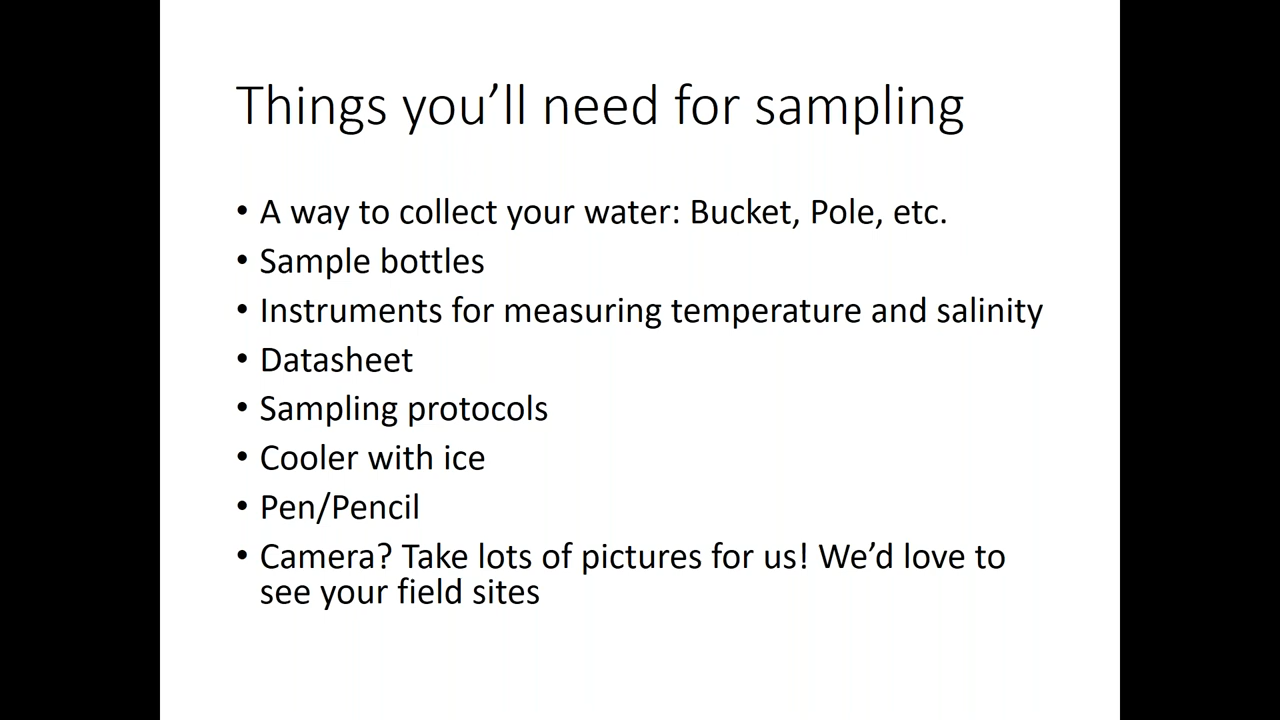 Things you’ll need for sampling
• A way to collect your water: Bucket, Pole, etc.
• Sample bottles
• Instruments for measuring temperature and salinity
• Datasheet
• Sampling protocols
• Cooler with ice
• Pen/Pencil
• Camera? Take lots of pictures for us! We’d love to
see your field sites